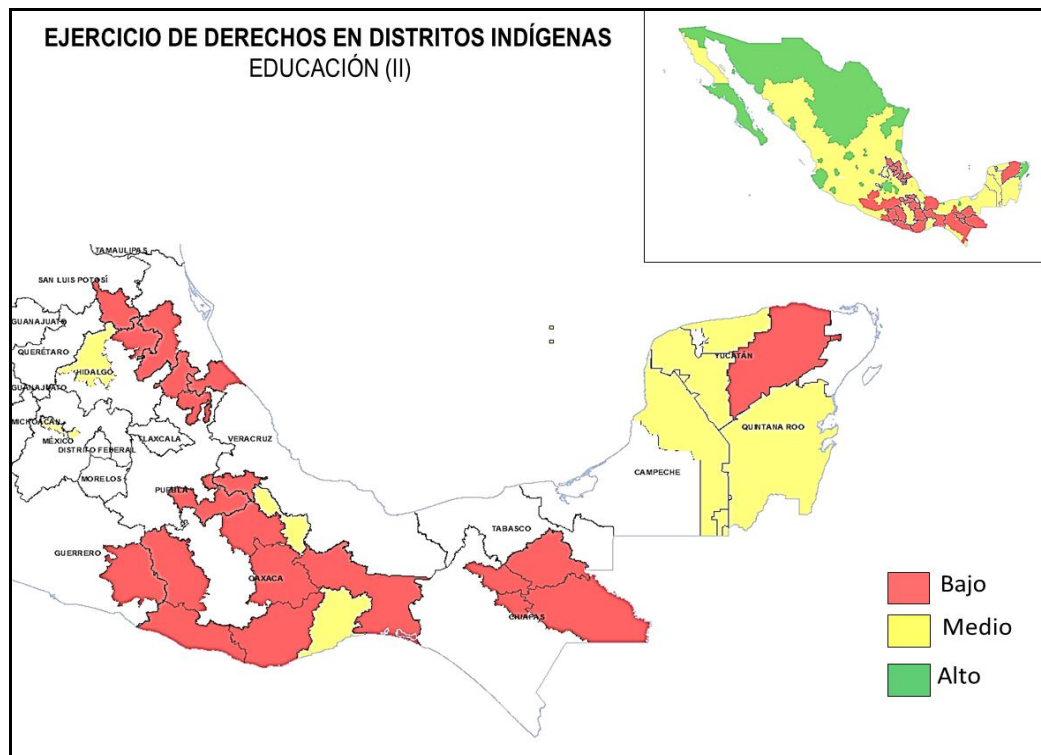 EJERCICIO DE DERECHOS EN DISTRITOS INDÍGENAS
EDUCACIÓN (II)
TAMAULIPAS
SAN LUIS POTOSÍ
GUANAJUATO
QUERÉTARO
HIDALGO
GUANAJUATO
MICHOACÁN
MÉXICO
DISTRITO FEDERAL
TLAXCALA
VERACRUZ
MORELOS
PUEBLA
GUERRERO
OAXACA
TABASCO
CHIAPAS
CAMPECHE
YUCATÁN
QUINTANA ROO
Bajo
Medio
Alto